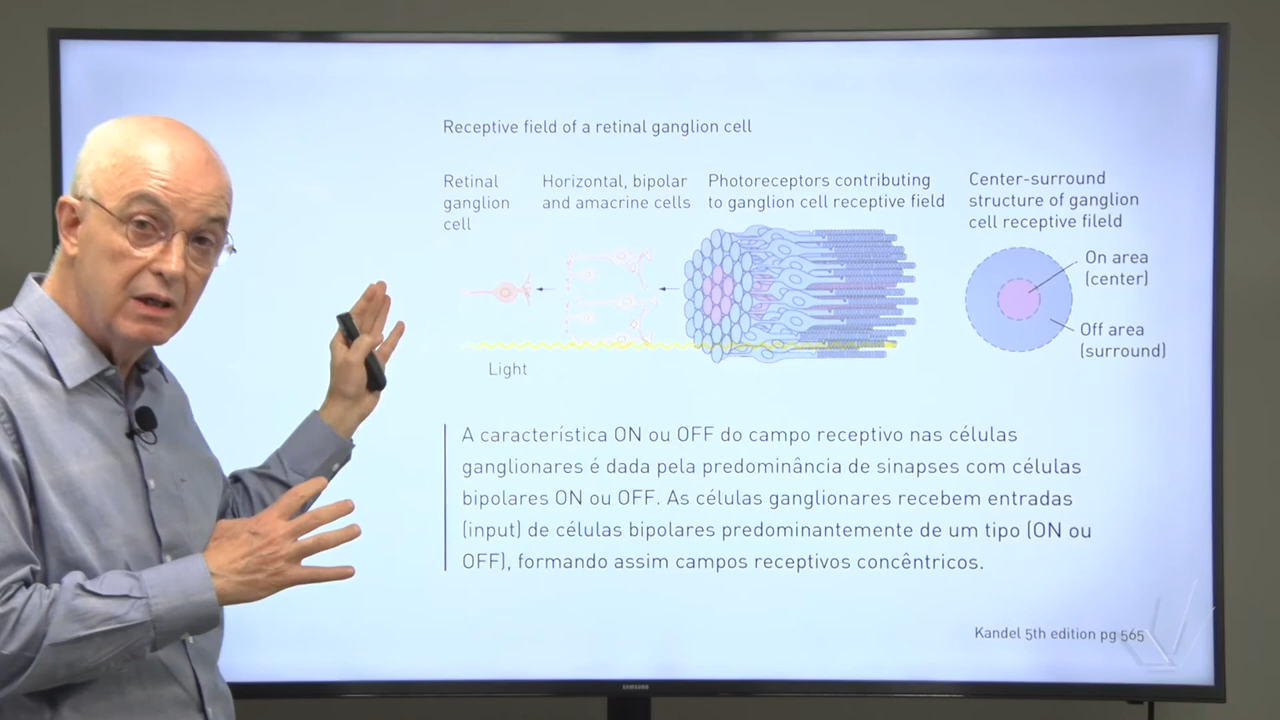 Receptive field of a retinal ganglion cell
Retinal
ganglion
cell
Horizontal, bipolar
and amacrine cells
Photoreceptors contributing
to ganglion cell receptive field
Center-surround
structure of ganglion
cell receptive fileld
On area
(center)
Off area
(surround)
Light
A característica ON ou OFF do campo receptivo nas células
ganglionares é dada pela predominância de sinapses com células
bipolares ON ou OFF. As células ganglionares recebem entradas
(input) de células bipolares predominantemente de um tipo (ON ou
OFF), formando assim campos receptivos concêntricos.
Kandel 5th edition pg 565
SAMSUNG